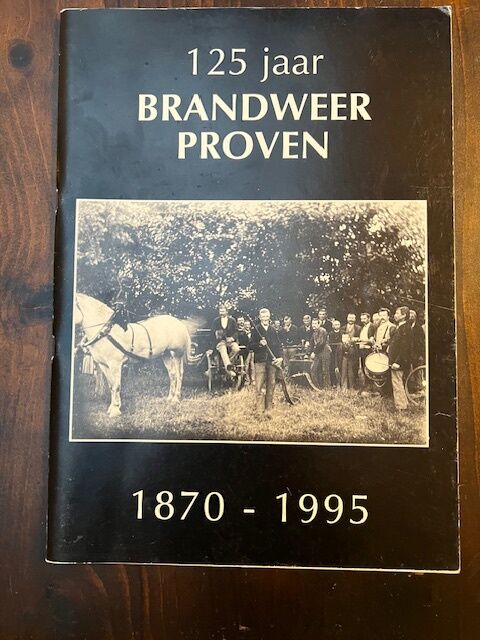 125 jaar
BRANDWEER
PROVEN
1870 - 1995